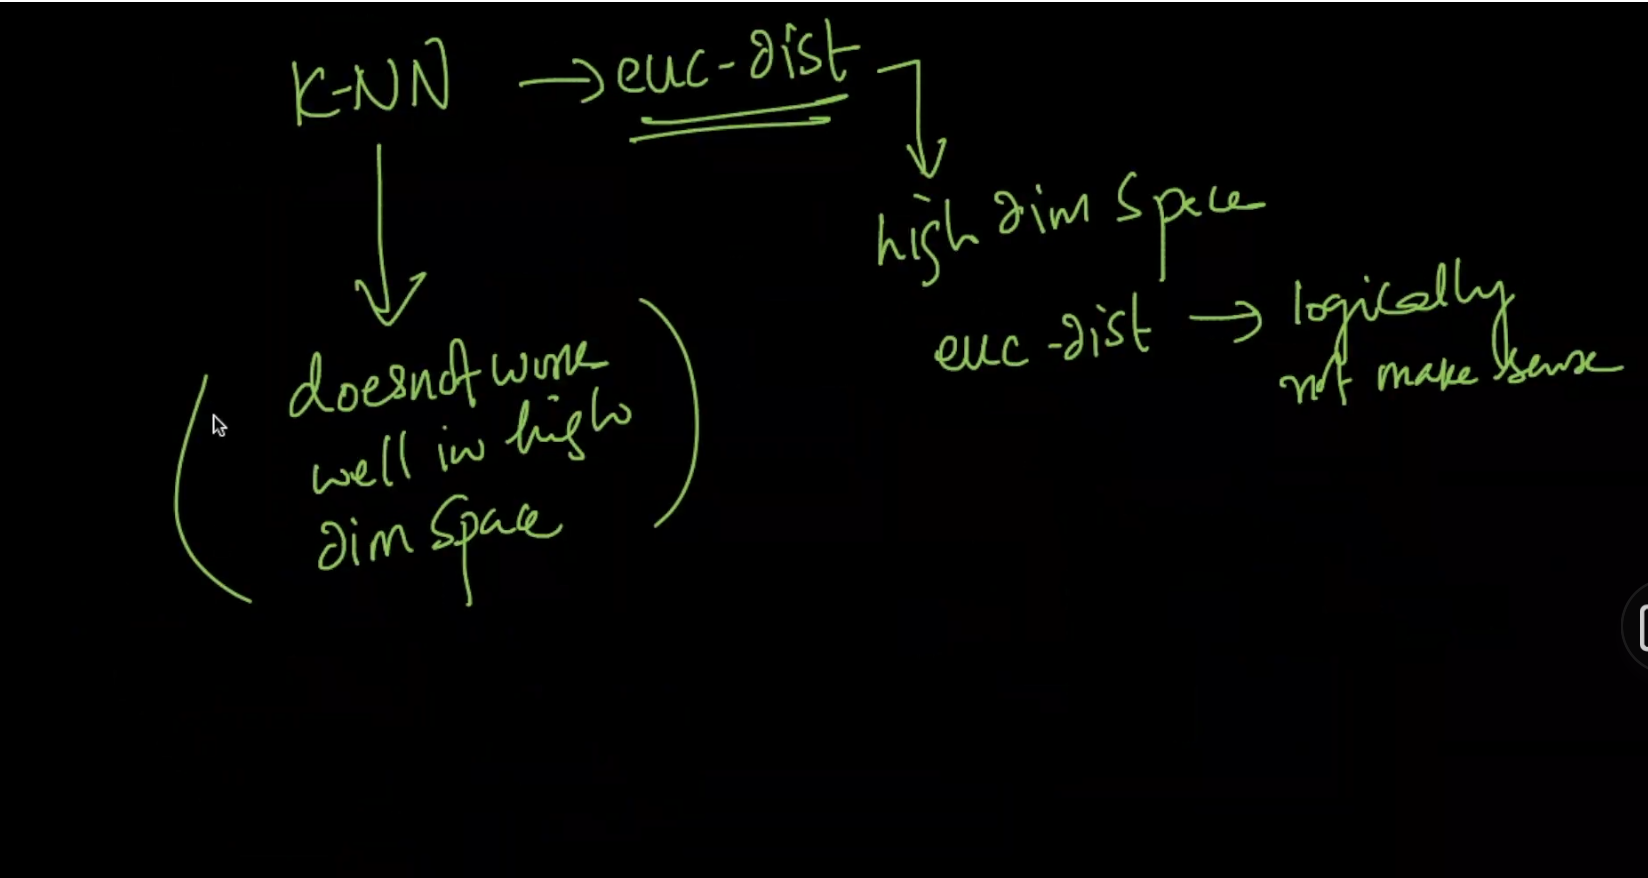 K-NN → euc-dist
high dim space
euc-dist → logically
not make sense
doesnot work
well in high
dim space